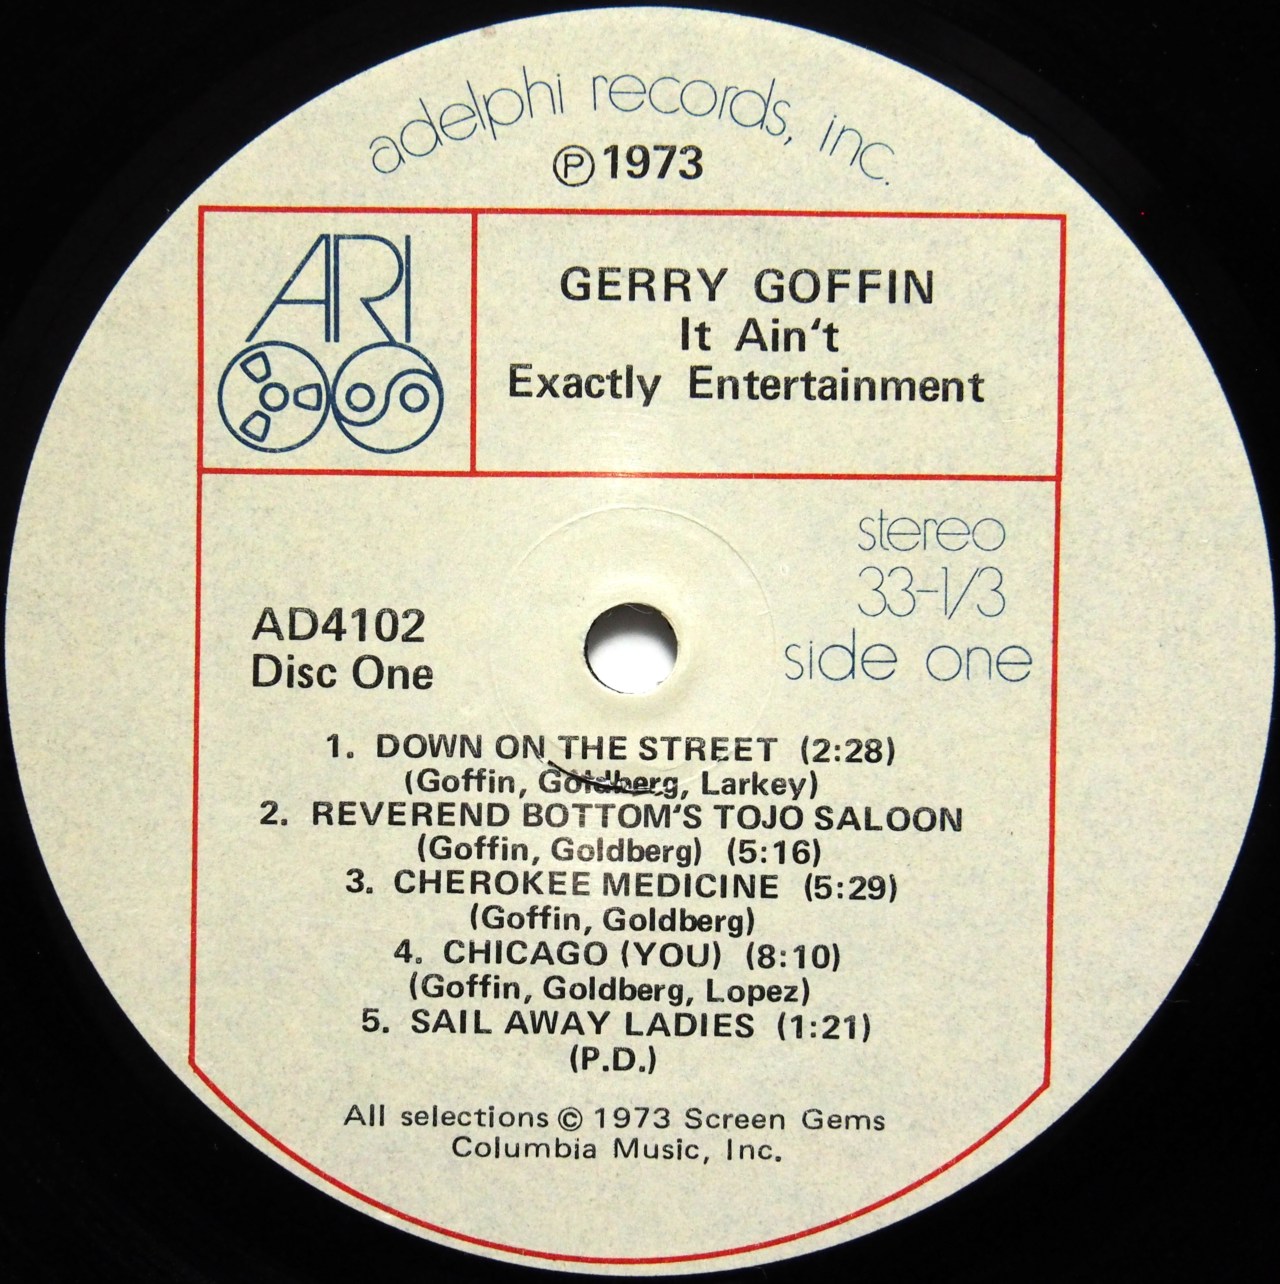 adelphi records, inc.
℗ 1973
ARI
GERRY GOFFIN
It Ain't
Exactly Entertainment
stereo
33-1/3
side one
AD4102
Disc One
1. DOWN ON THE STREET (2:28)
(Goffin, Goldberg, Larkey)
2. REVEREND BOTTOM'S TOJO SALOON
(Goffin, Goldberg) (5:16)
3. CHEROKEE MEDICINE (5:29)
(Goffin, Goldberg)
4. CHICAGO (YOU) (8:10)
(Goffin, Goldberg, Lopez)
5. SAIL AWAY LADIES (1:21)
(P.D.)
All selections © 1973 Screen Gems
Columbia Music, Inc.